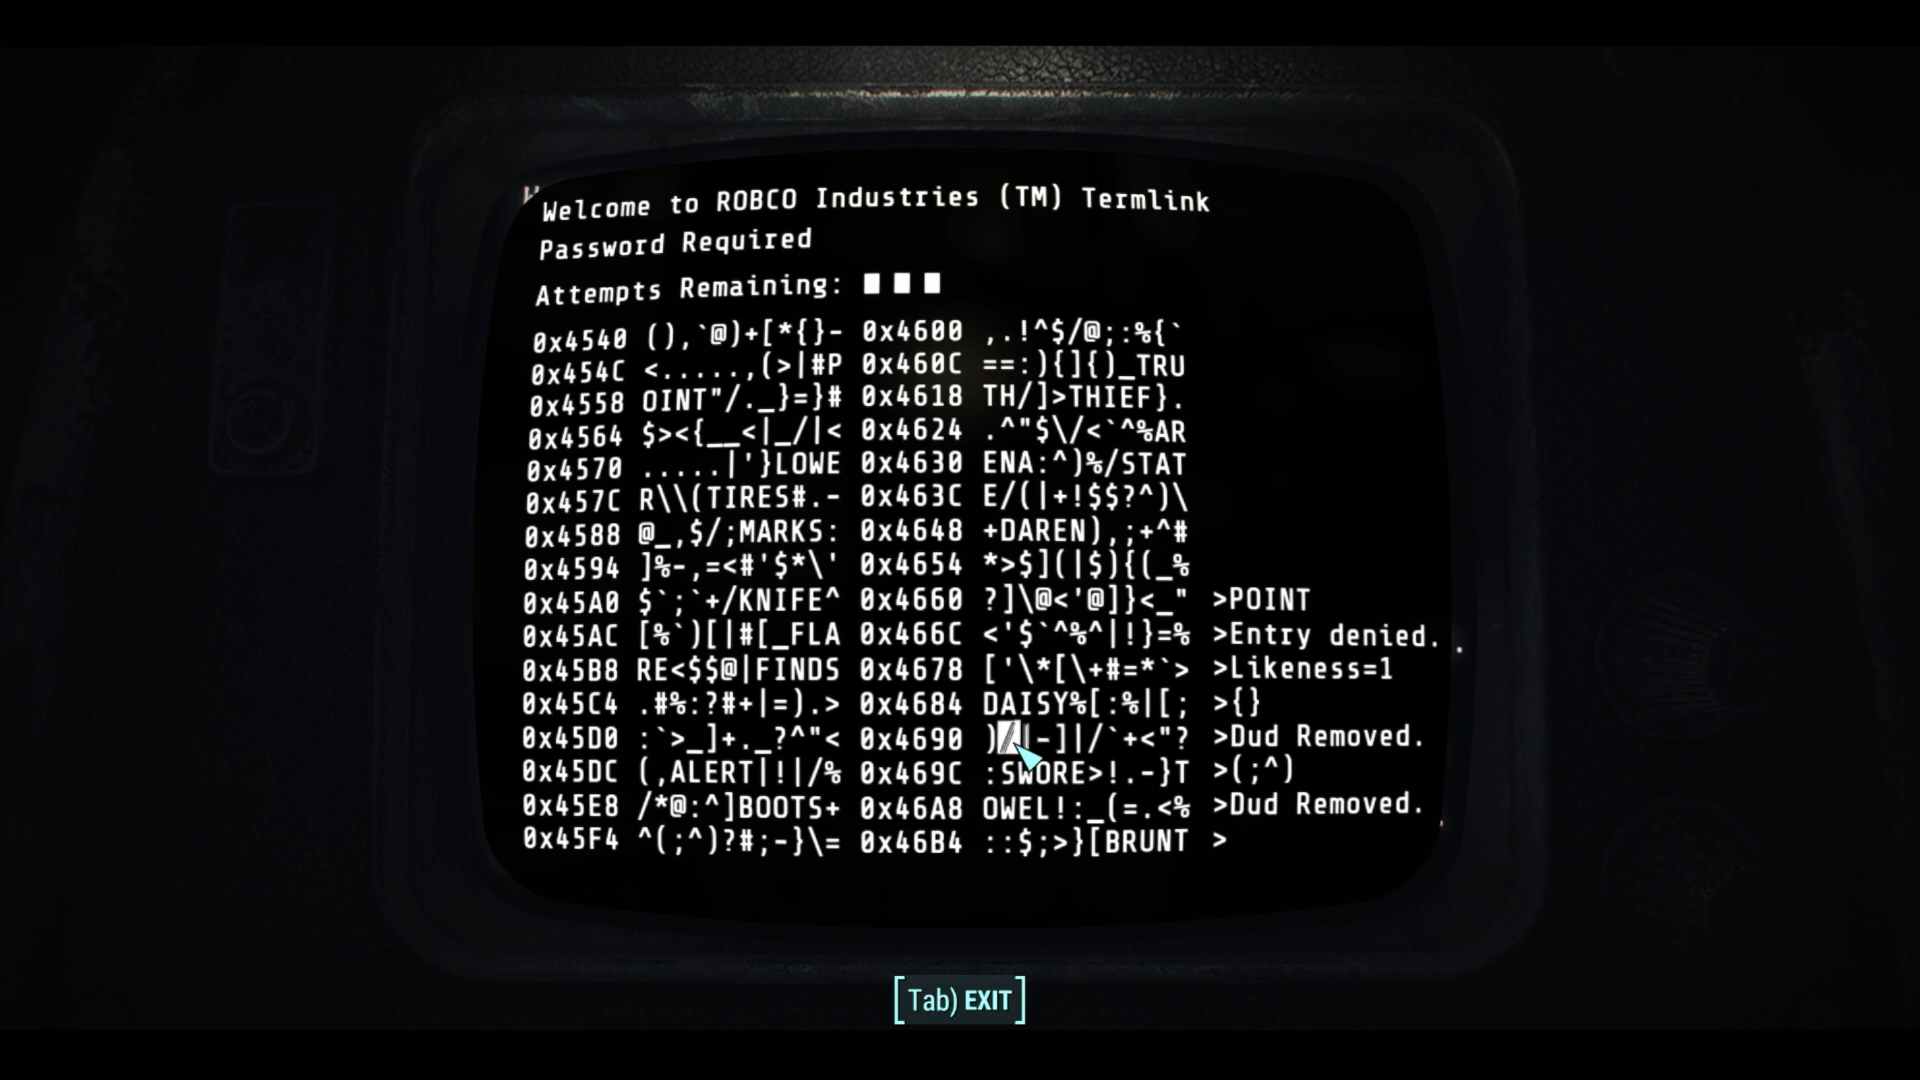 Welcome to ROBCO Industries (TM) Termlink
Password Required
Attempts Remaining: ■ ■ ■
0x4540 (),`@)+[*{}- 0x4600 ,.!^$/@;:%{`
0x454C <.....,(>|#P 0x460C ==:){]{)_TRU
0x4558 OINT"/._}=}# 0x4618 TH/]>THIEF}.
0x4564 $><{__<|_/|< 0x4624 .^"$\/<`^%AR
0x4570 .....|'}LOWE 0x4630 ENA:^)%/STAT
0x457C R\\(TIRES#.- 0x463C E/(|+!$$?^)\
0x4588 @_,$/;MARKS: 0x4648 +DAREN),;+^#
0x4594 ]%-,=<#'$*\' 0x4654 *>$](|$){(_%
0x45A0 $`;`+/KNIFE^ 0x4660 ?]\@<'@]}<_" >POINT
0x45AC [%`)[|#[_FLA 0x466C <'$`^%^|!}=% >Entry denied.
0x45B8 RE<$$@|FINDS 0x4678 ['\*[\+#=*`> >Likeness=1
0x45C4 .#%:?#+|=).> 0x4684 DAISY%[:%|[; >{}
0x45D0 :`>_]+._?^"< 0x4690 )/|-]|/`+<"? >Dud Removed.
0x45DC (,ALERT|!|/% 0x469C :SWORE>!.-}T >(;^)
0x45E8 /*@:^]BOOTS+ 0x46A8 OWEL!:_(=.<% >Dud Removed.
0x45F4 ^(;^)?#;-}\= 0x46B4 ::$;>}[BRUNT >
[Tab) EXIT]